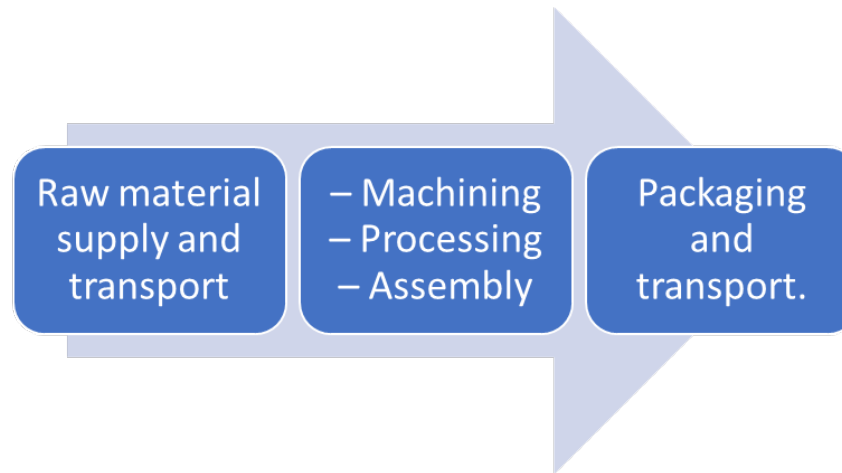 Raw material
supply and
transport
– Machining
– Processing
– Assembly
Packaging
and
transport.